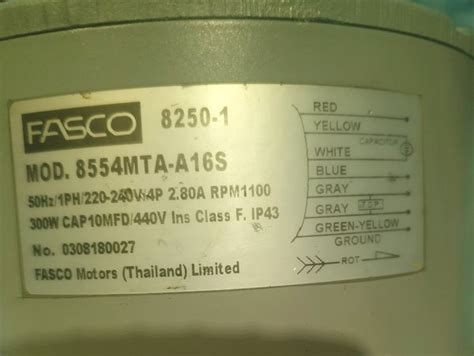 FASCO 8250-1
MOD. 8554MTA-A16S
50Hz/1PH/220-240V/4P 2.80A RPM1100
300W CAP10MFD/440V Ins Class F. IP43
No. 0308180027
FASCO Motors (Thailand) Limited
RED
YELLOW
CAPACITOR
WHITE
BLUE
GRAY
GRAY TOP
GREEN-YELLOW
GROUND
ROT